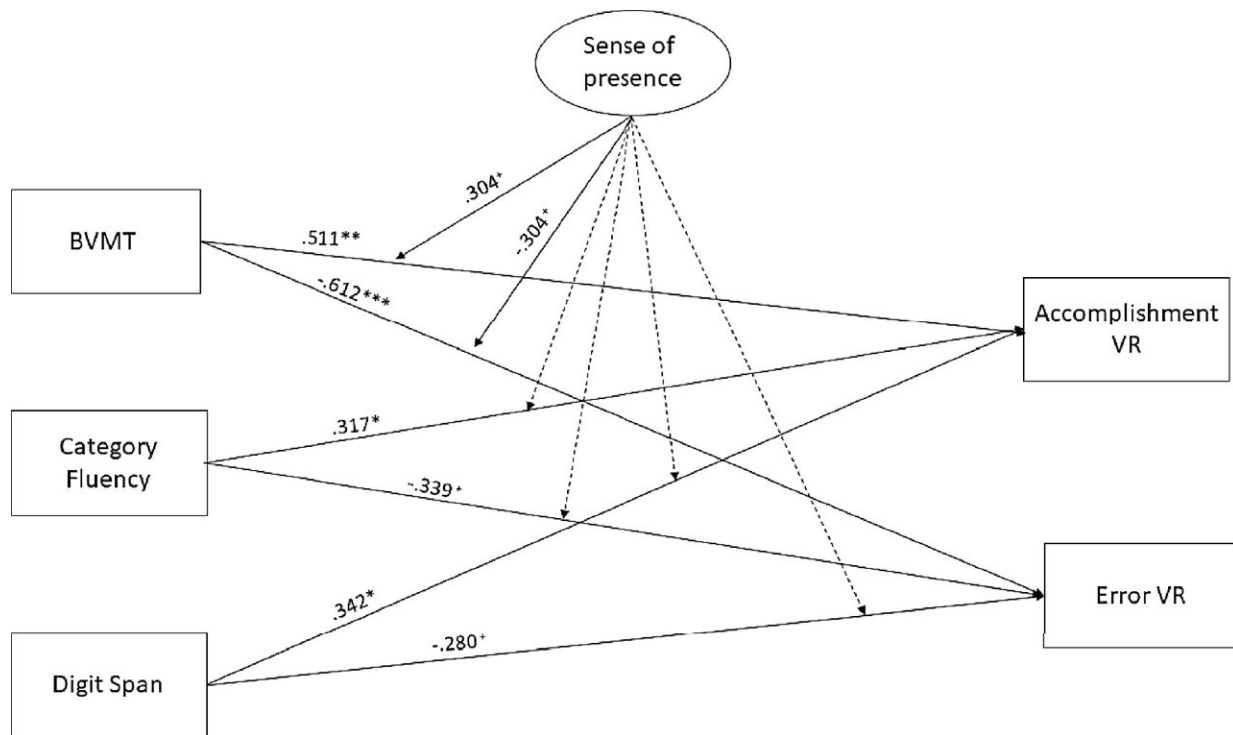 Sense of
presence
.304⁺
-.304⁺
BVMT
.511**
-.612***
Accomplishment
VR
Category
Fluency
.317*
-.339⁺
Error VR
.342*
-.280⁺
Digit Span